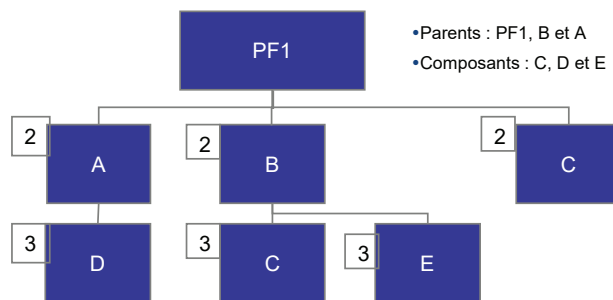 PF1
•Parents : PF1, B et A
•Composants : C, D et E
2
A
2
B
2
C
3
D
3
C
3
E